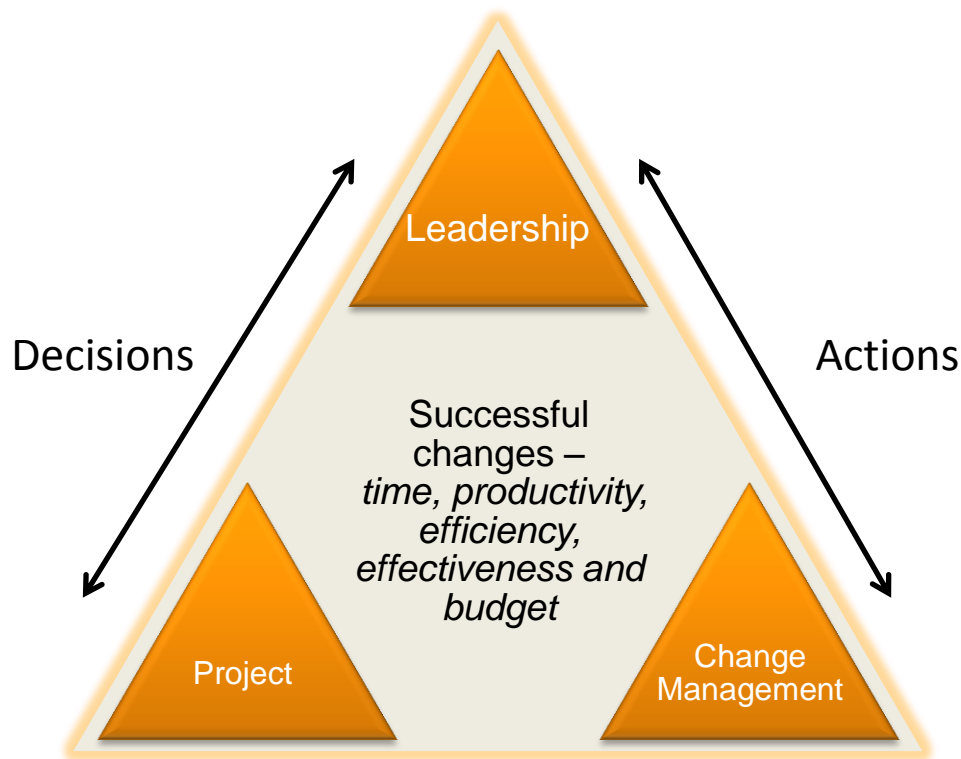 Leadership
Decisions
Actions
Successful
changes –
time, productivity,
efficiency,
effectiveness and
budget
Project
Change
Management